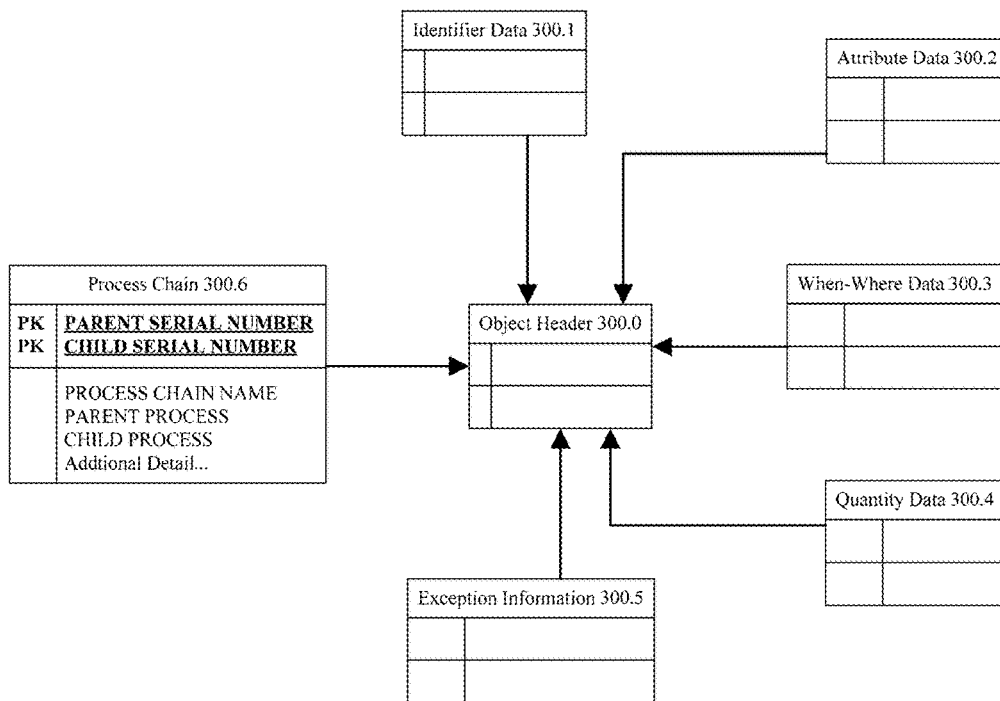 Identifier Data 300.1
Attribute Data 300.2
Process Chain 300.6
PK PARENT SERIAL NUMBER
PK CHILD SERIAL NUMBER
PROCESS CHAIN NAME
PARENT PROCESS
CHILD PROCESS
Addtional Detail...
Object Header 300.0
When-Where Data 300.3
Quantity Data 300.4
Exception Information 300.5